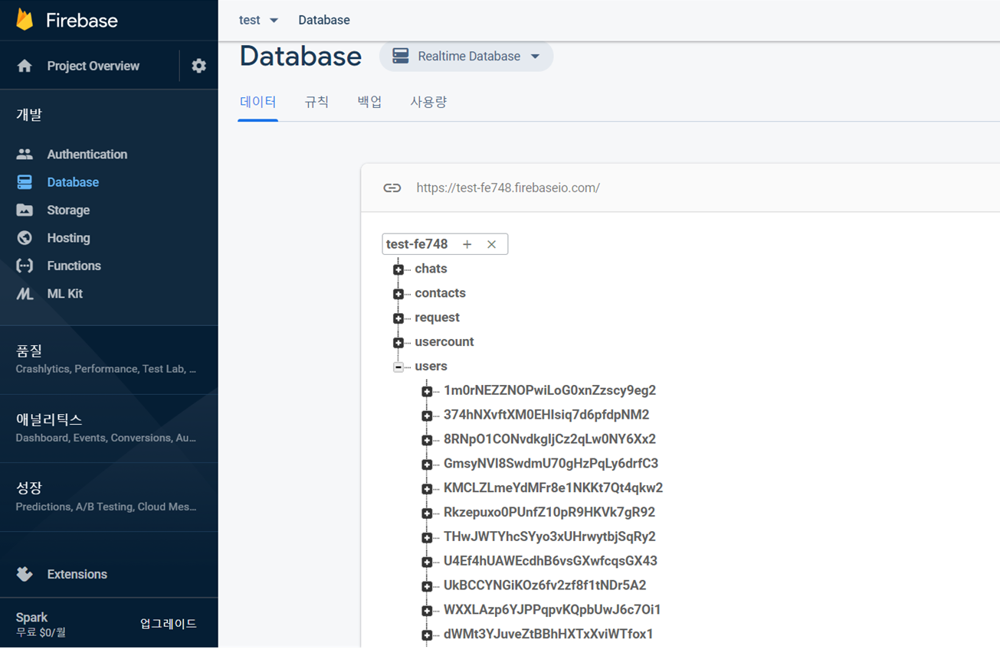 Firebase
Project Overview
개발
Authentication
Database
Storage
Hosting
Functions
ML Kit
품질
Crashlytics, Performance, Test Lab, ...
애널리틱스
Dashboard, Events, Conversions, Au...
성장
Predictions, A/B Testing, Cloud Mes...
Extensions
Spark
무료 $0/월
업그레이드
test Database
Database Realtime Database
데이터 규칙 백업 사용량
https://test-fe748.firebaseio.com/
test-fe748
chats
contacts
request
usercount
users
1m0rNEZZNOPwiLoG0xnZzscy9eg2
374hNXvftXM0EHIsiq7d6pfdpNM2
8RNpO1CONvdkgIjCz2qLw0NY6Xx2
GmsyNVI8SwdmU70gHzPqLy6drfC3
KMCLZLmeYdMFr8e1NKKt7Qt4qkw2
Rkzepuxo0PUnfZ10pR9HKVk7gR92
THwJWTYhcSYyo3xUHrwytbjSqRy2
U4Ef4hUAWEcdhB6vsGXwfcqsGX43
UkBCCYNGiKOz6fv2zf8f1tNDr5A2
WXXLAzp6YJPPqpvKQpbUwJ6c7Oi1
dWMt3YJuveZtBBhHXTxXviWTfox1